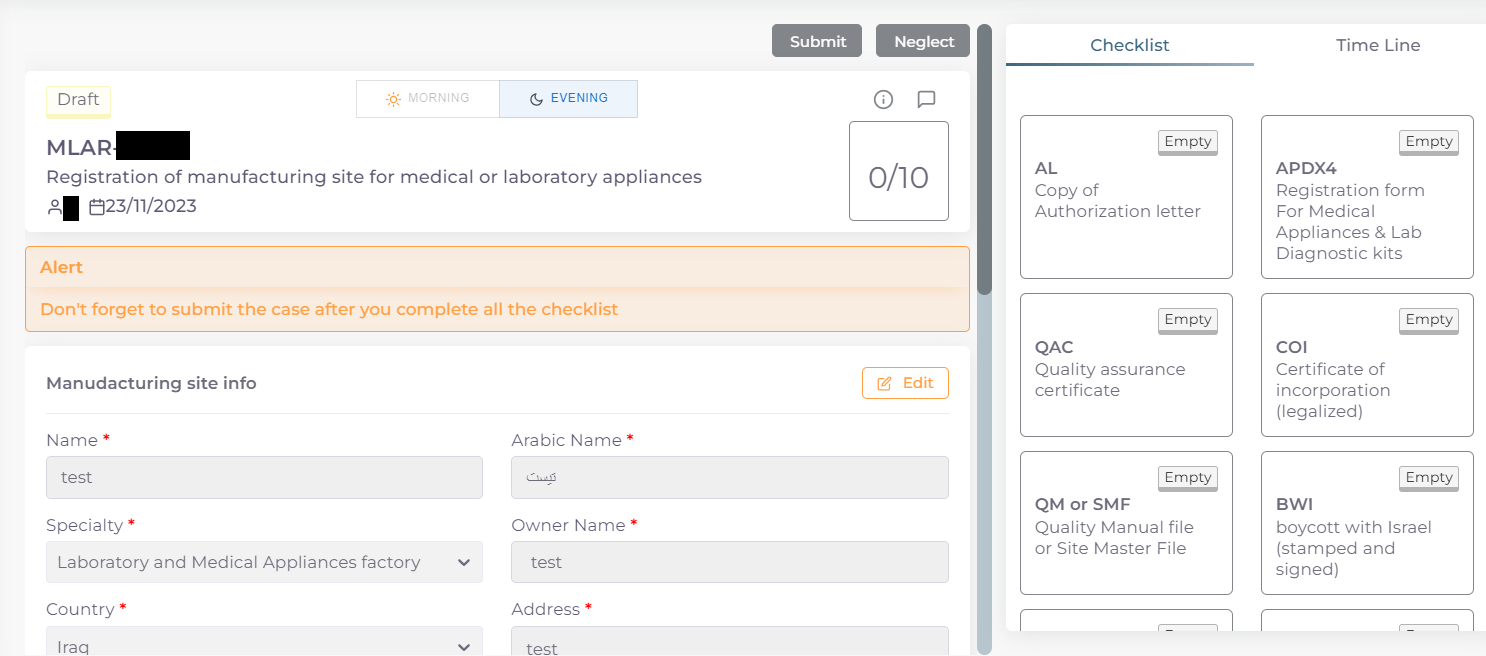 Submit
Neglect
Draft
MORNING
EVENING
MLAR-
Registration of manufacturing site for medical or laboratory appliances
23/11/2023
0/10
Alert
Don't forget to submit the case after you complete all the checklist
Manudacturing site info
Edit
Name *
Arabic Name *
test
تيست
Specialty *
Owner Name *
Laboratory and Medical Appliances factory
test
Country *
Address *
Iraq
test
Checklist
Time Line
Empty
AL
Copy of
Authorization letter
Empty
APDX4
Registration form
For Medical
Appliances & Lab
Diagnostic kits
Empty
QAC
Quality assurance
certificate
Empty
COI
Certificate of
incorporation
(legalized)
Empty
QM or SMF
Quality Manual file
or Site Master File
Empty
BWI
boycott with Israel
(stamped and
signed)